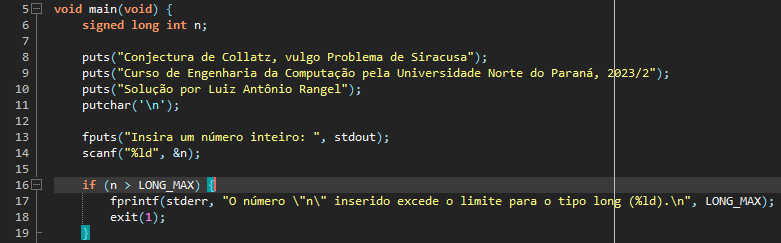 5 void main(void) {
6 signed long int n;
7
8 puts("Conjectura de Collatz, vulgo Problema de Siracusa");
9 puts("Curso de Engenharia da Computação pela Universidade Norte do Paraná, 2023/2");
10 puts("Solução por Luiz Antônio Rangel");
11 putchar('\n');
12
13 fputs("Insira um número inteiro: ", stdout);
14 scanf("%ld", &n);
15
16 if (n > LONG_MAX) {
17 fprintf(stderr, "O número \"n\" inserido excede o limite para o tipo long (%ld).\n", LONG_MAX);
18 exit(1);
19 }